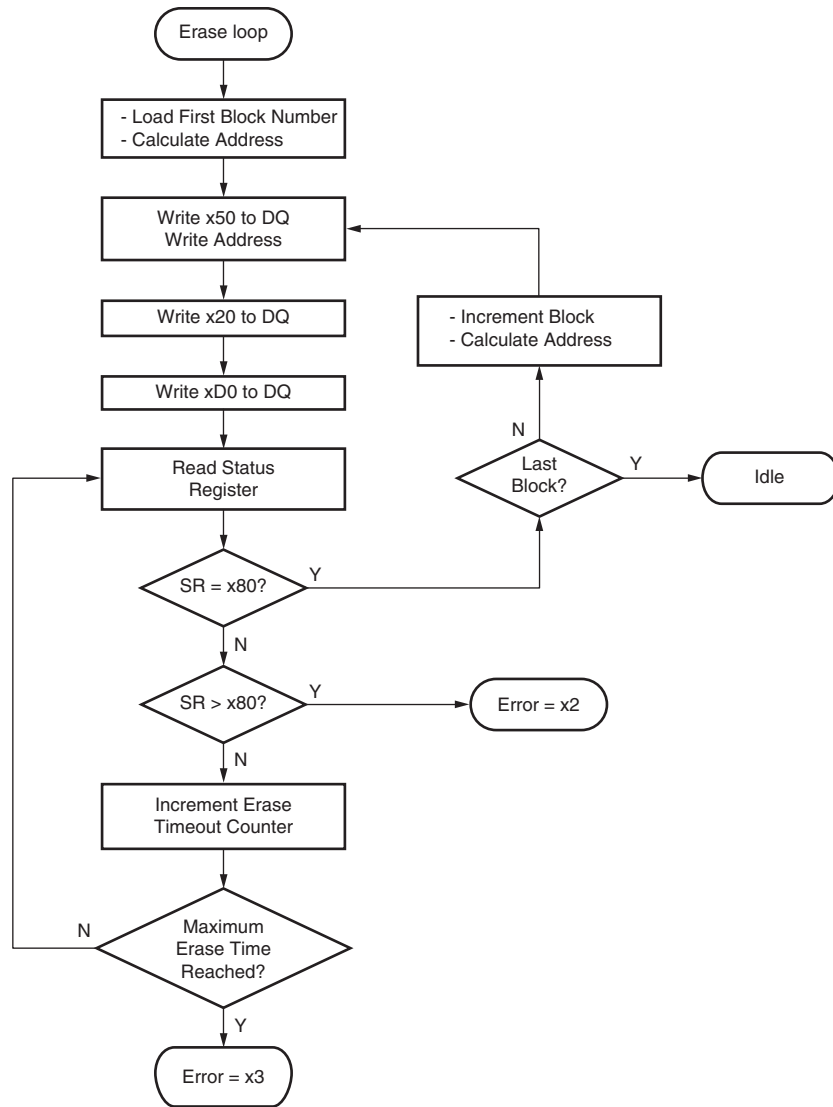 Erase loop
- Load First Block Number
- Calculate Address
Write x50 to DQ
Write Address
Write x20 to DQ
- Increment Block
- Calculate Address
Write xD0 to DQ
N
Read Status
Register
Last
Block?
Y
Idle
SR = x80?
Y
N
SR > x80?
Y
Error = x2
N
Increment Erase
Timeout Counter
N
Maximum
Erase Time
Reached?
Y
Error = x3